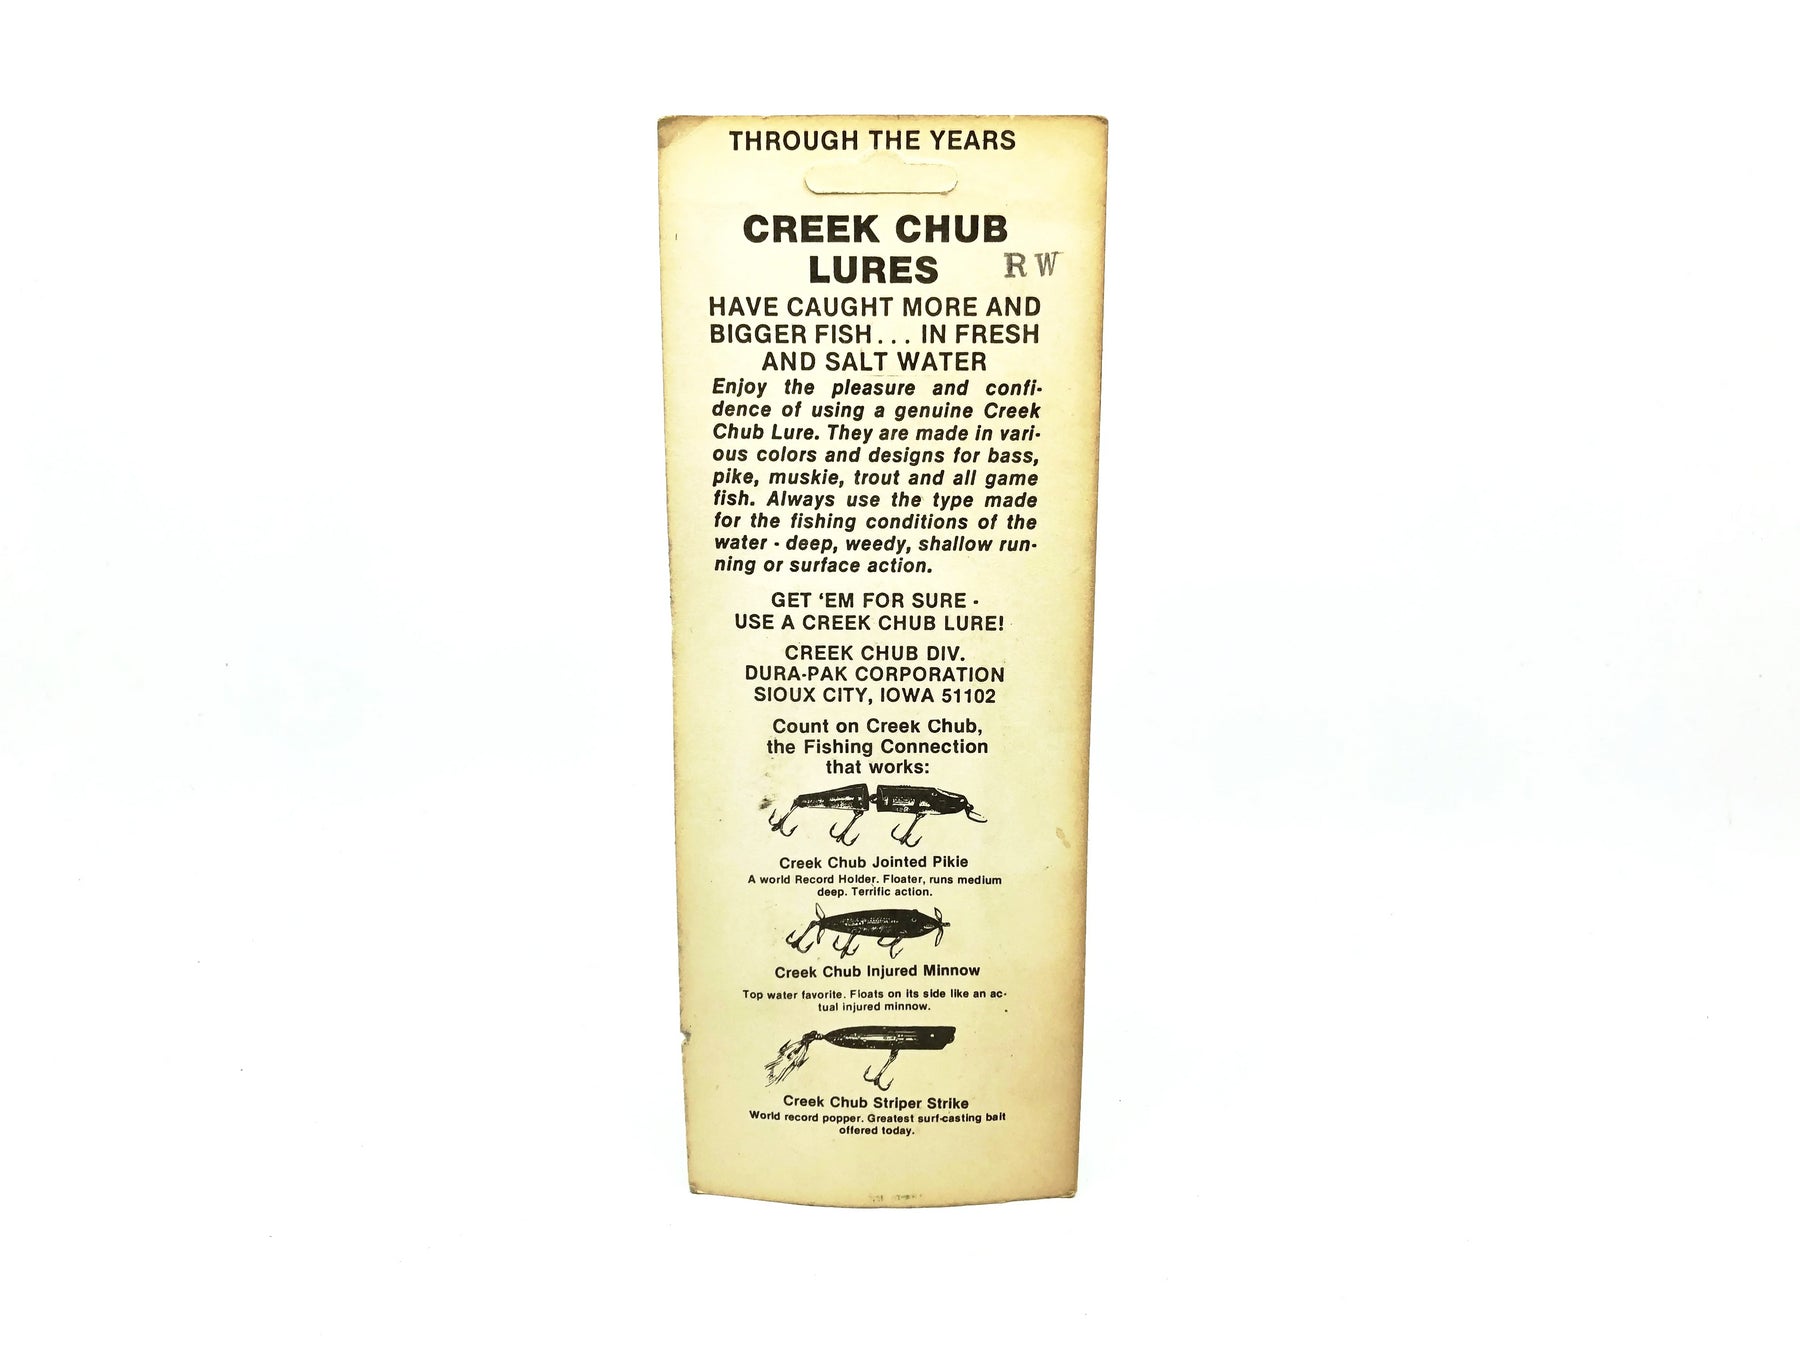 THROUGH THE YEARS
CREEK CHUB
LURES
RW
HAVE CAUGHT MORE AND
BIGGER FISH... IN FRESH
AND SALT WATER
Enjoy the pleasure and confi-
dence of using a genuine Creek
Chub Lure. They are made in vari-
ous colors and designs for bass,
pike, muskie, trout and all game
fish. Always use the type made
for the fishing conditions of the
water - deep, weedy, shallow run-
ning or surface action.
GET ‘EM FOR SURE -
USE A CREEK CHUB LURE!
CREEK CHUB DIV.
DURA-PAK CORPORATION
SIOUX CITY, IOWA 51102
Count on Creek Chub,
the Fishing Connection
that works:
Creek Chub Jointed Pikie
A world Record Holder. Floater, runs medium
deep. Terrific action.
Creek Chub Injured Minnow
Top water favorite. Floats on its side like an ac-
tual injured minnow.
Creek Chub Striper Strike
World record popper. Greatest surf-casting bait
offered today.